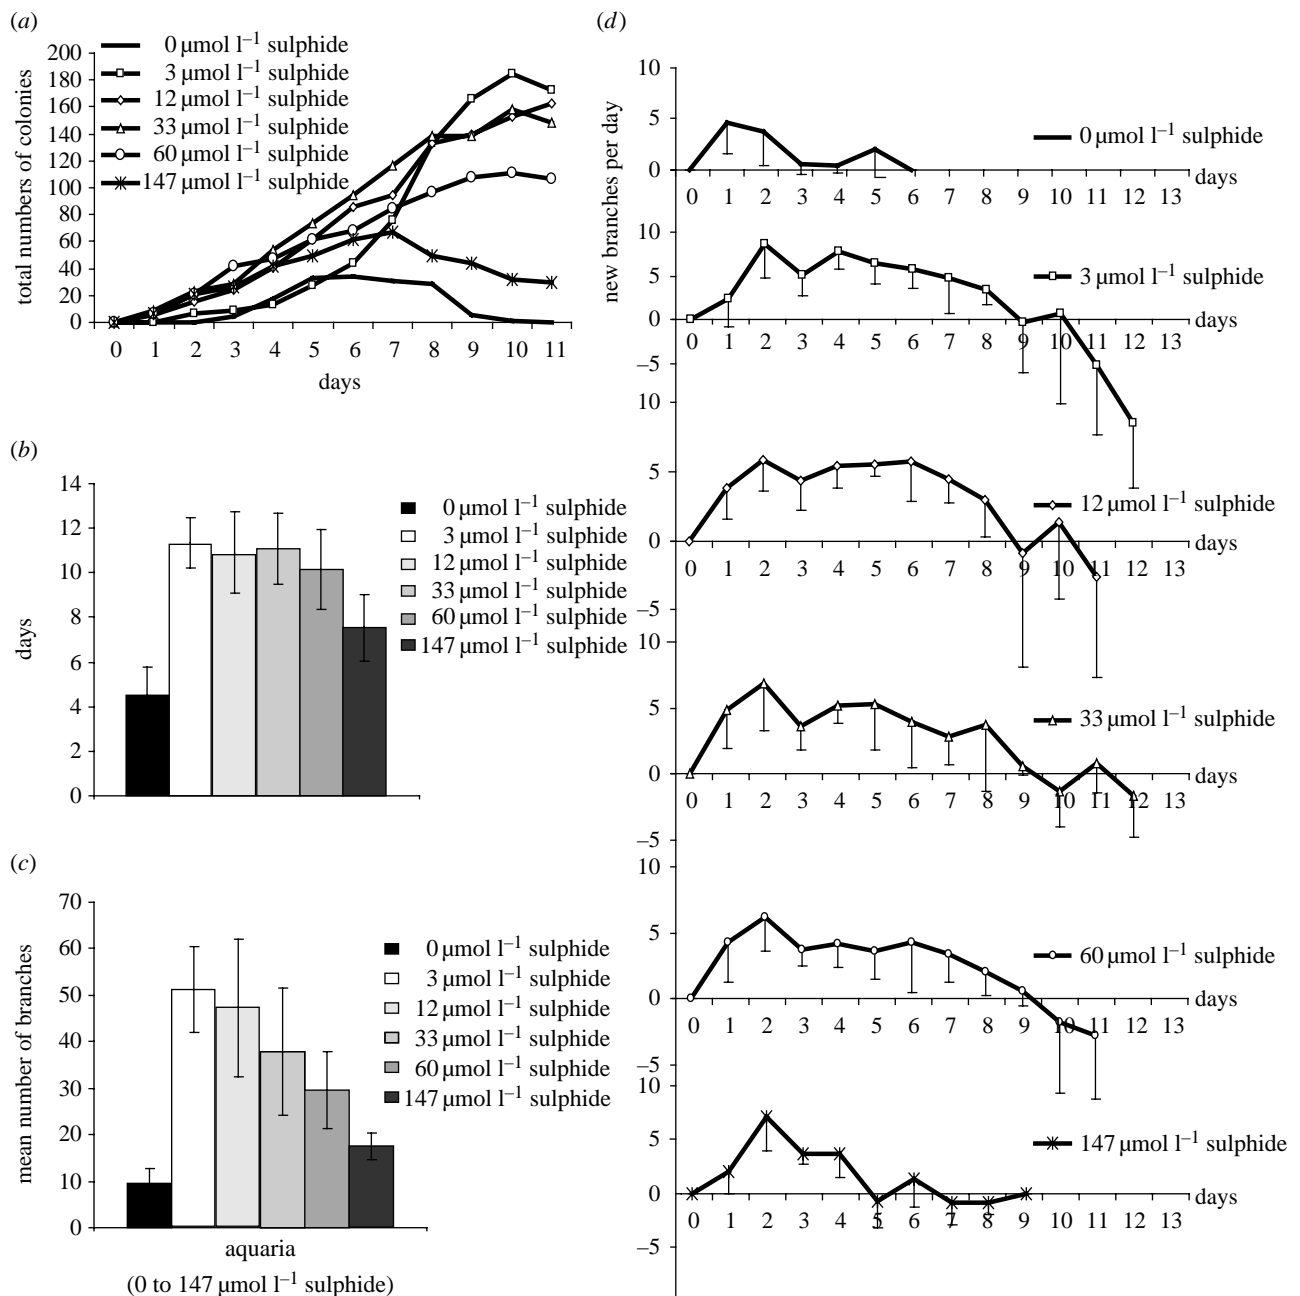 (a)
0 µmol l⁻¹ sulphide
3 µmol l⁻¹ sulphide
12 µmol l⁻¹ sulphide
33 µmol l⁻¹ sulphide
60 µmol l⁻¹ sulphide
147 µmol l⁻¹ sulphide
total numbers of colonies
200
180
160
140
120
100
80
60
40
20
0
0 1 2 3 4 5 6 7 8 9 10 11
days
(b)
days
14
12
10
8
6
4
2
0
0 µmol l⁻¹ sulphide
3 µmol l⁻¹ sulphide
12 µmol l⁻¹ sulphide
33 µmol l⁻¹ sulphide
60 µmol l⁻¹ sulphide
147 µmol l⁻¹ sulphide
(c)
mean number of branches
70
60
50
40
30
20
10
0
0 µmol l⁻¹ sulphide
3 µmol l⁻¹ sulphide
12 µmol l⁻¹ sulphide
33 µmol l⁻¹ sulphide
60 µmol l⁻¹ sulphide
147 µmol l⁻¹ sulphide
aquaria
(0 to 147 µmol l⁻¹ sulphide)
(d)
new branches per day
10
5
0
0 µmol l⁻¹ sulphide
days
0 1 2 3 4 5 6 7 8 9 10 11 12 13
10
5
0
−5
3 µmol l⁻¹ sulphide
days
0 1 2 3 4 5 6 7 8 9 10 11 12 13
10
5
0
−5
12 µmol l⁻¹ sulphide
days
0 1 2 3 4 5 6 7 8 9 10 11 12 13
10
5
0
−5
33 µmol l⁻¹ sulphide
days
0 1 2 3 4 5 6 7 8 9 10 11 12 13
10
5
0
−5
60 µmol l⁻¹ sulphide
days
0 1 2 3 4 5 6 7 8 9 10 11 12 13
10
5
0
−5
147 µmol l⁻¹ sulphide
days
0 1 2 3 4 5 6 7 8 9 10 11 12 13